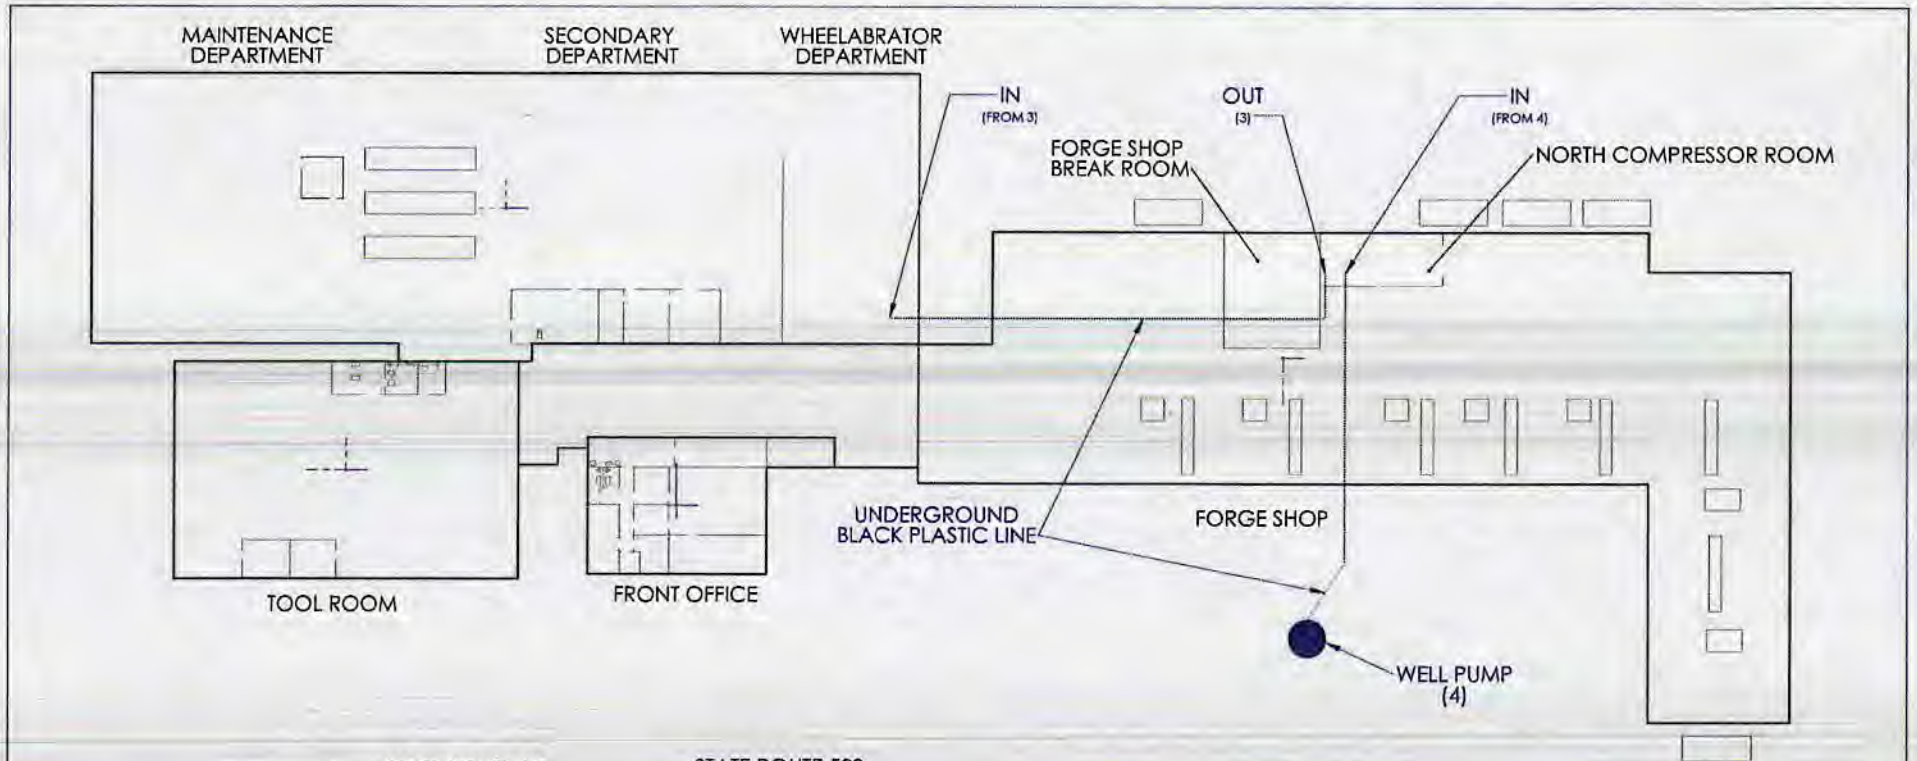 MAINTENANCE
DEPARTMENT
SECONDARY
DEPARTMENT
WHEELABRATOR
DEPARTMENT
IN
(FROM 3)
OUT
(3)
IN
(FROM 4)
FORGE SHOP
BREAK ROOM
NORTH COMPRESSOR ROOM
UNDERGROUND
BLACK PLASTIC LINE
FORGE SHOP
TOOL ROOM
FRONT OFFICE
WELL PUMP
(4)